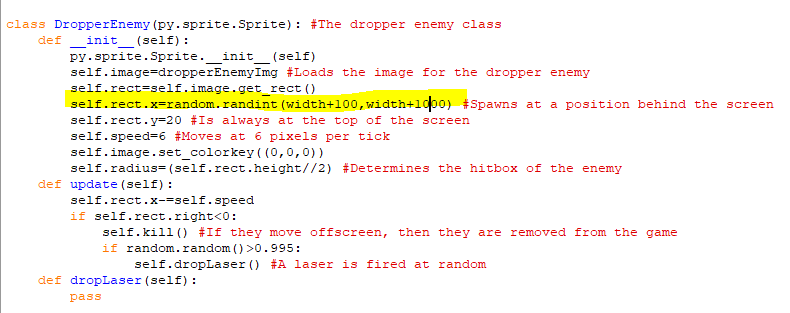 class DropperEnemy(py.sprite.Sprite): #The dropper enemy class
    def __init__(self):
        py.sprite.Sprite.__init__(self)
        self.image=dropperEnemyImg #Loads the image for the dropper enemy
        self.rect=self.image.get_rect()
        self.rect.x=random.randint(width+100,width+1000) #Spawns at a position behind the screen
        self.rect.y=20 #Is always at the top of the screen
        self.speed=6 #Moves at 6 pixels per tick
        self.image.set_colorkey((0,0,0))
        self.radius=(self.rect.height//2) #Determines the hitbox of the enemy
    def update(self):
        self.rect.x-=self.speed
        if self.rect.right<0:
            self.kill() #If they move offscreen, then they are removed from the game
            if random.random()>0.995:
                self.dropLaser() #A laser is fired at random
    def dropLaser(self):
        pass